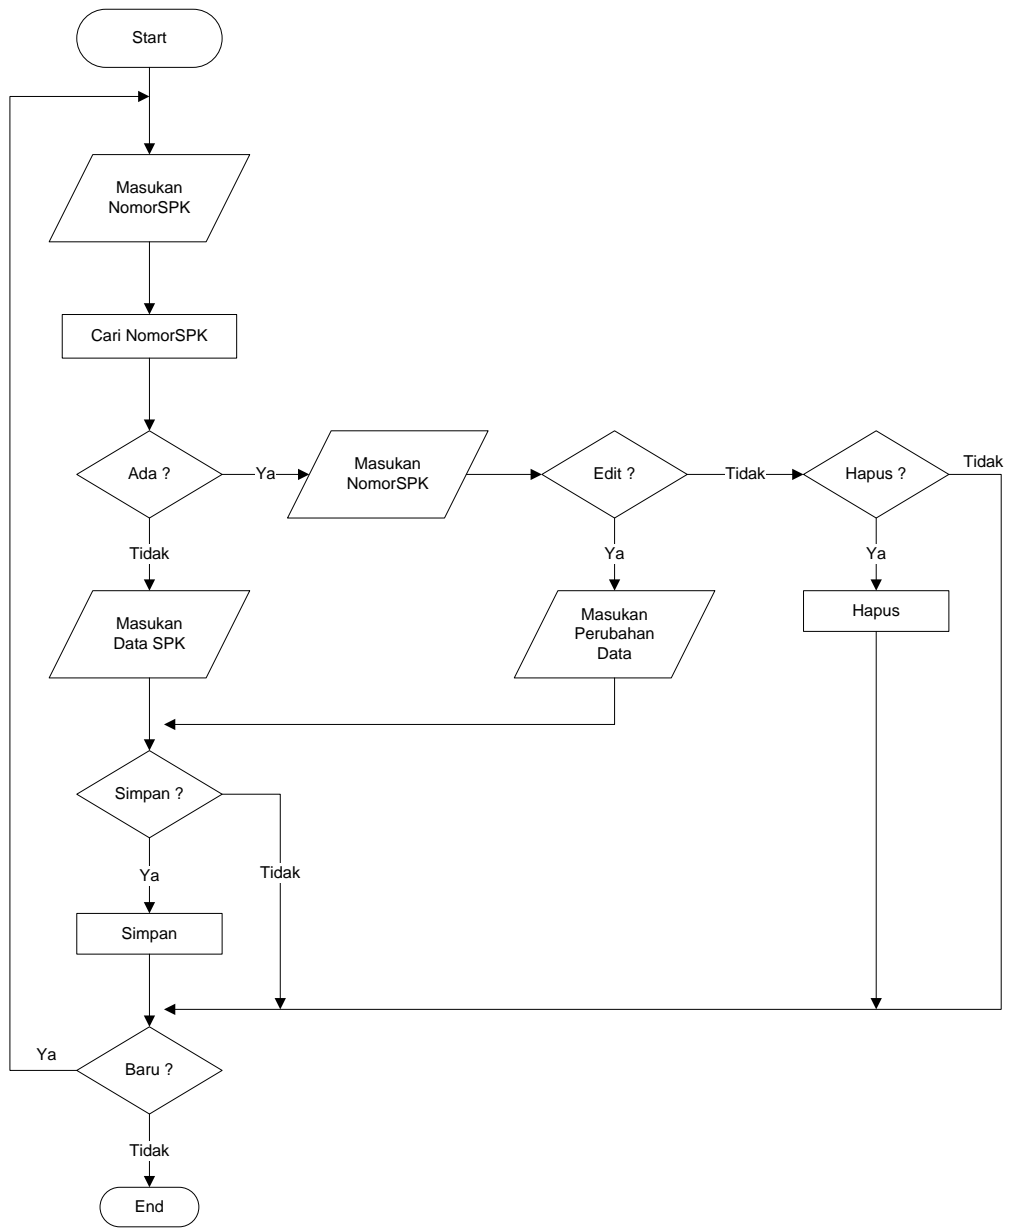 Start
Masukan
NomorSPK
Cari NomorSPK
Ada ?
Ya
Masukan
NomorSPK
Edit ?
Tidak
Hapus ?
Tidak
Tidak
Ya
Ya
Masukan
Data SPK
Masukan
Perubahan
Data
Hapus
Simpan ?
Ya
Tidak
Simpan
Ya
Baru ?
Tidak
End